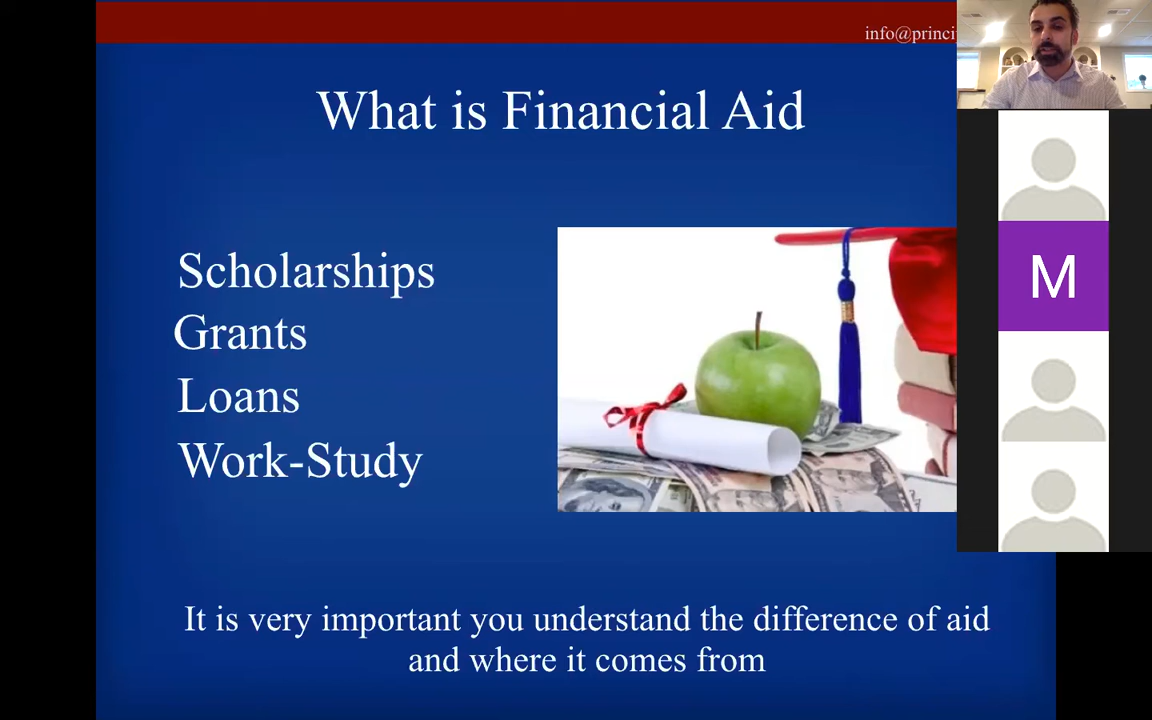 info@princi
What is Financial Aid
Scholarships
Grants
Loans
Work-Study
M
It is very important you understand the difference of aid
and where it comes from